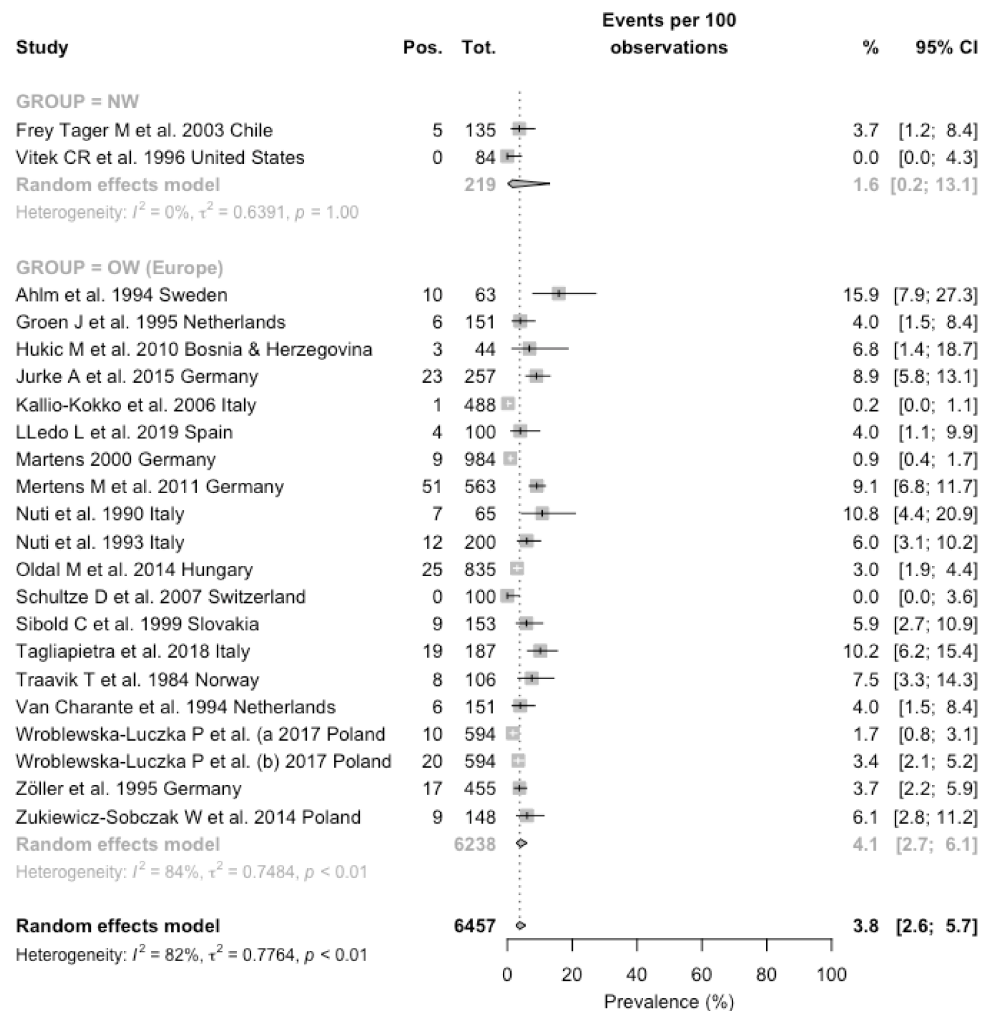 Events per 100
Study Pos. Tot. observations % 95% CI
GROUP = NW
Frey Tager M et al. 2003 Chile 5 135 3.7 [1.2; 8.4]
Vitek CR et al. 1996 United States 0 84 0.0 [0.0; 4.3]
Random effects model 219 1.6 [0.2; 13.1]
Heterogeneity: I² = 0%, τ² = 0.6391, p = 1.00
GROUP = OW (Europe)
Ahlm et al. 1994 Sweden 10 63 15.9 [7.9; 27.3]
Groen J et al. 1995 Netherlands 6 151 4.0 [1.5; 8.4]
Hukic M et al. 2010 Bosnia & Herzegovina 3 44 6.8 [1.4; 18.7]
Jurke A et al. 2015 Germany 23 257 8.9 [5.8; 13.1]
Kallio-Kokko et al. 2006 Italy 1 488 0.2 [0.0; 1.1]
LLedo L et al. 2019 Spain 4 100 4.0 [1.1; 9.9]
Martens 2000 Germany 9 984 0.9 [0.4; 1.7]
Mertens M et al. 2011 Germany 51 563 9.1 [6.8; 11.7]
Nuti et al. 1990 Italy 7 65 10.8 [4.4; 20.9]
Nuti et al. 1993 Italy 12 200 6.0 [3.1; 10.2]
Oldal M et al. 2014 Hungary 25 835 3.0 [1.9; 4.4]
Schultze D et al. 2007 Switzerland 0 100 0.0 [0.0; 3.6]
Sibold C et al. 1999 Slovakia 9 153 5.9 [2.7; 10.9]
Tagliapietra et al. 2018 Italy 19 187 10.2 [6.2; 15.4]
Traavik T et al. 1984 Norway 8 106 7.5 [3.3; 14.3]
Van Charante et al. 1994 Netherlands 6 151 4.0 [1.5; 8.4]
Wroblewska-Luczka P et al. (a 2017 Poland 10 594 1.7 [0.8; 3.1]
Wroblewska-Luczka P et al. (b) 2017 Poland 20 594 3.4 [2.1; 5.2]
Zöller et al. 1995 Germany 17 455 3.7 [2.2; 5.9]
Zukiewicz-Sobczak W et al. 2014 Poland 9 148 6.1 [2.8; 11.2]
Random effects model 6238 4.1 [2.7; 6.1]
Heterogeneity: I² = 84%, τ² = 0.7484, p < 0.01
Random effects model 6457 3.8 [2.6; 5.7]
Heterogeneity: I² = 82%, τ² = 0.7764, p < 0.01
0 20 40 60 80 100
Prevalence (%)